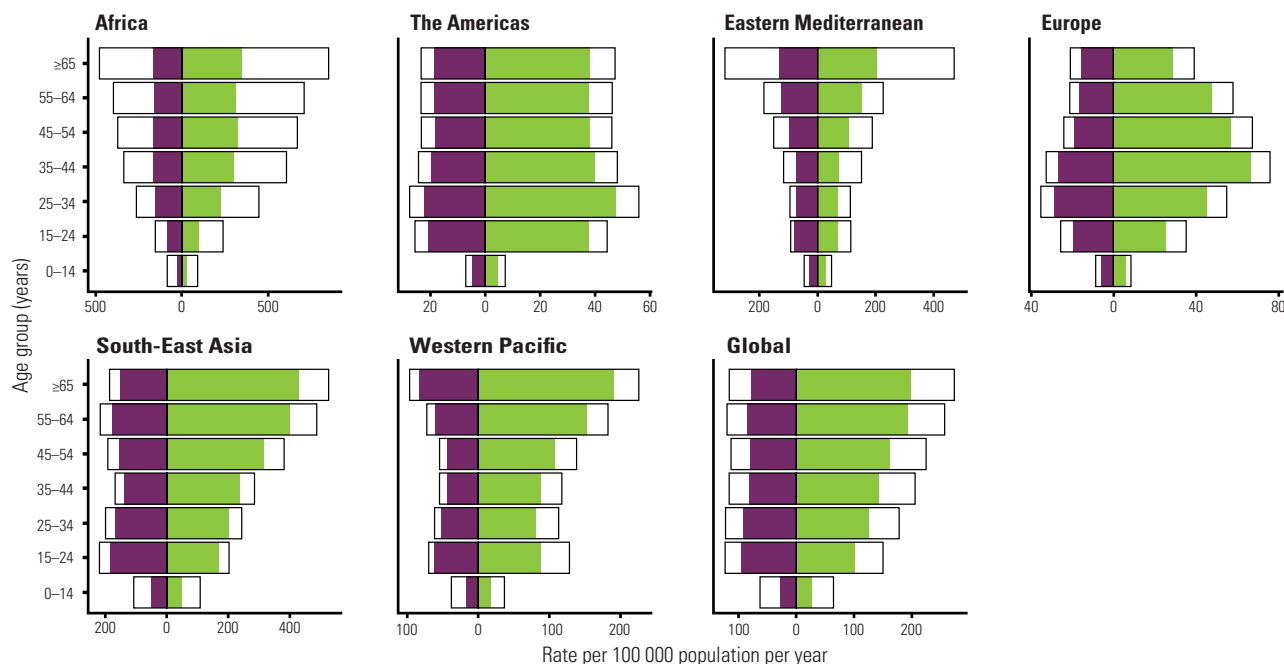 Africa
The Americas
Eastern Mediterranean
Europe
Age group (years)
≥65
55–64
45–54
35–44
25–34
15–24
0–14
500 0 500
20 0 20 40 60
200 0 200 400
40 0 40 80
South-East Asia
Western Pacific
Global
≥65
55–64
45–54
35–44
25–34
15–24
0–14
200 0 200 400
100 0 100 200
100 0 100 200
Rate per 100 000 population per year